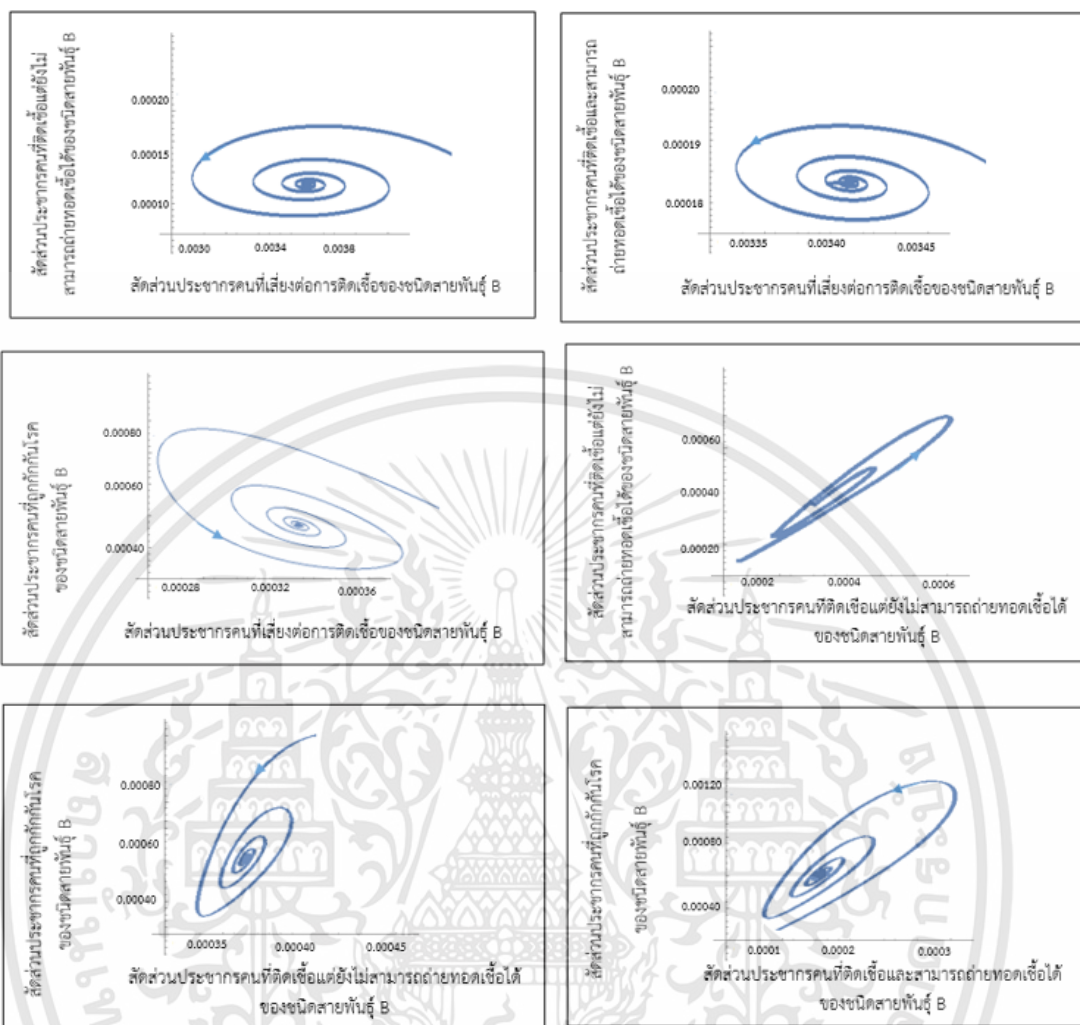 สัดส่วนประชากรคนที่ติดเชื้อแต่ยังไม่
สามารถถ่ายทอดเชื้อได้ของชนิดสายพันธุ์ B
0.00020
0.00015
0.00010
0.0030 0.0034 0.0036
สัดส่วนประชากรคนที่เสี่ยงต่อการติดเชื้อของชนิดสายพันธุ์ B
สัดส่วนประชากรคนที่ติดเชื้อและสามารถ
ถ่ายทอดเชื้อได้ของชนิดสายพันธุ์ B
0.00020
0.00019
0.00018
0.00335 0.00340 0.00345
สัดส่วนประชากรคนที่เสี่ยงต่อการติดเชื้อของชนิดสายพันธุ์ B
สัดส่วนประชากรคนที่ถูกกักกันโรค
ของชนิดสายพันธุ์ B
0.00080
0.00060
0.00040
0.00028 0.00032 0.00036
สัดส่วนประชากรคนที่เสี่ยงต่อการติดเชื้อของชนิดสายพันธุ์ B
สัดส่วนประชากรคนที่ติดเชื้อแต่ยังไม่
สามารถถ่ายทอดเชื้อได้ของชนิดสายพันธุ์ B
0.00060
0.00040
0.00020
0.0002 0.0004 0.0006
สัดส่วนประชากรคนที่ติดเชื้อแต่ยังไม่สามารถถ่ายทอดเชื้อได้
ของชนิดสายพันธุ์ B
สัดส่วนประชากรคนที่ถูกกักกันโรค
ของชนิดสายพันธุ์ B
0.00080
0.00060
0.00040
0.00035 0.00040 0.00045
สัดส่วนประชากรคนที่ติดเชื้อแต่ยังไม่สามารถถ่ายทอดเชื้อได้
ของชนิดสายพันธุ์ B
สัดส่วนประชากรคนที่ถูกกักกันโรค
ของชนิดสายพันธุ์ B
0.00120
0.00080
0.00040
0.0001 0.0002 0.0003
สัดส่วนประชากรคนที่ติดเชื้อและสามารถถ่ายทอดเชื้อได้
ของชนิดสายพันธุ์ B